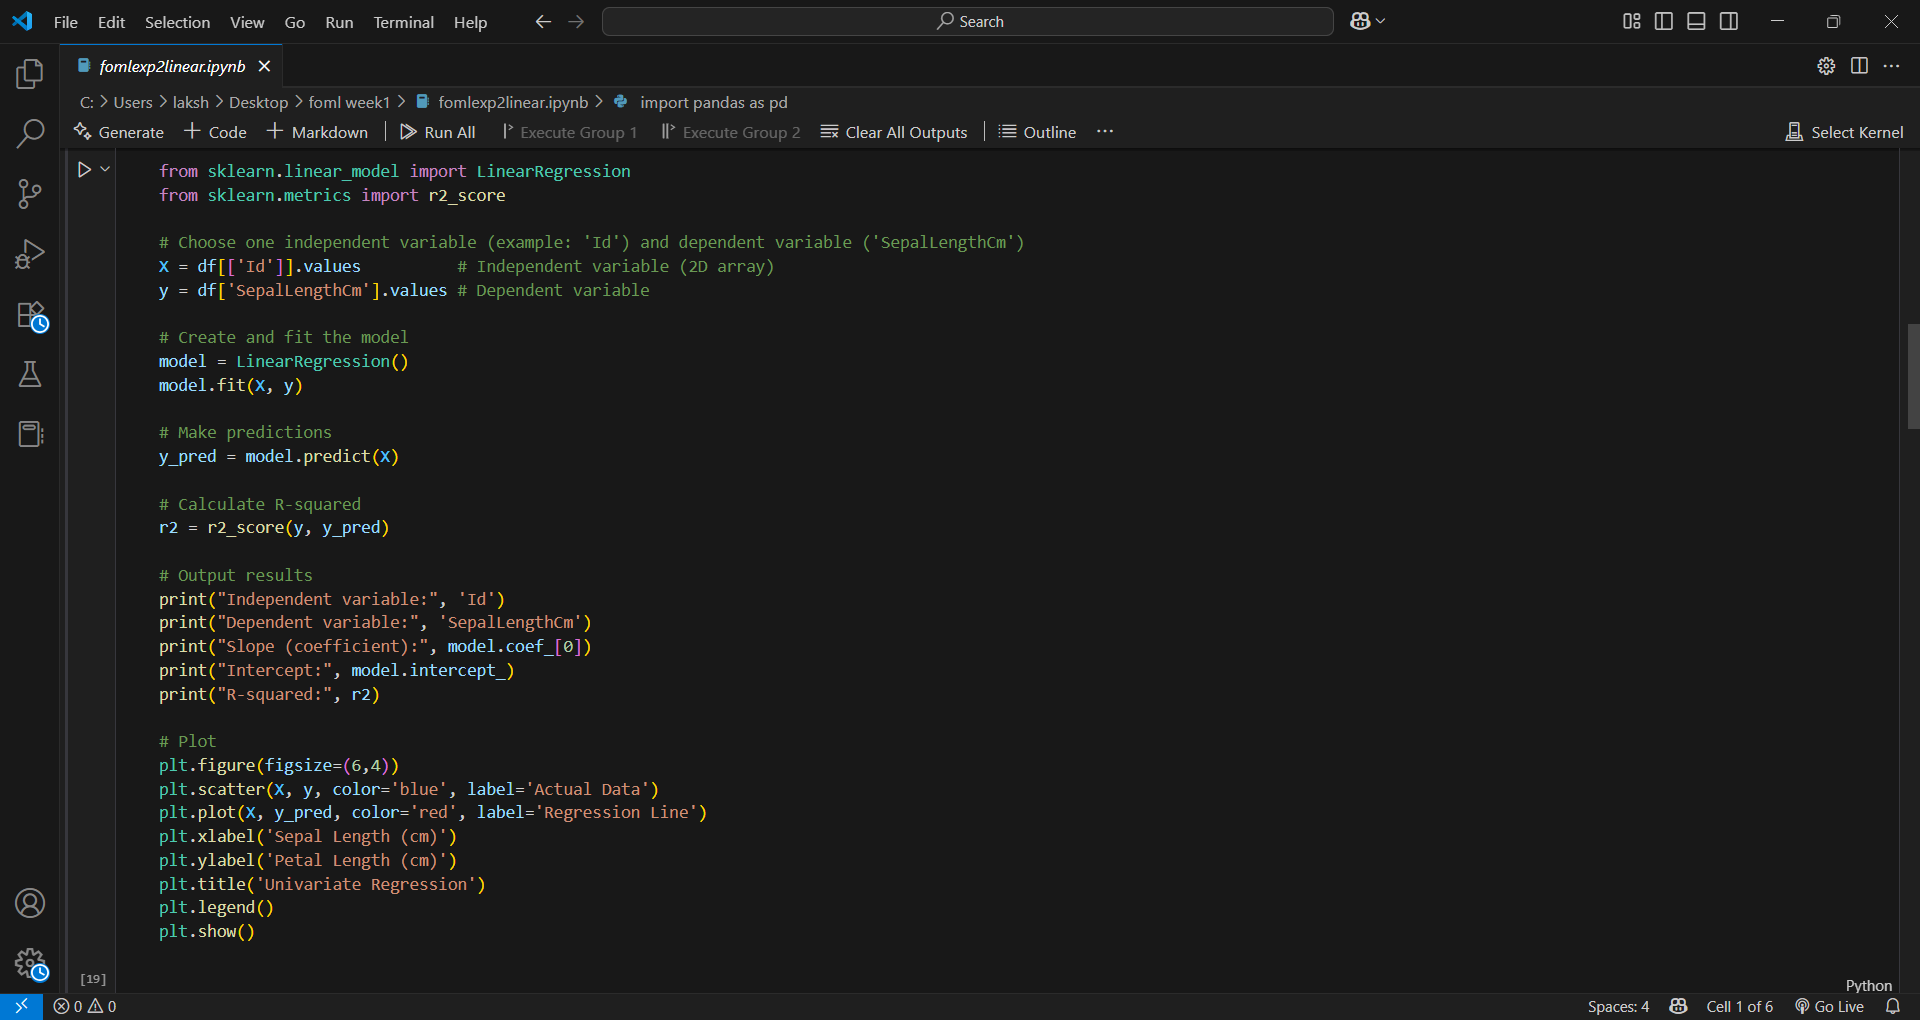 File Edit Selection View Go Run Terminal Help
Search
fomlexp2linear.ipynb
C: > Users > laksh > Desktop > foml week1 > fomlexp2linear.ipynb > import pandas as pd
Generate + Code + Markdown Run All Execute Group 1 Execute Group 2 Clear All Outputs Outline ...
Select Kernel
from sklearn.linear_model import LinearRegression
from sklearn.metrics import r2_score
# Choose one independent variable (example: 'Id') and dependent variable ('SepalLengthCm')
X = df[['Id']].values          # Independent variable (2D array)
y = df['SepalLengthCm'].values # Dependent variable
# Create and fit the model
model = LinearRegression()
model.fit(X, y)
# Make predictions
y_pred = model.predict(X)
# Calculate R-squared
r2 = r2_score(y, y_pred)
# Output results
print("Independent variable:", 'Id')
print("Dependent variable:", 'SepalLengthCm')
print("Slope (coefficient):", model.coef_[0])
print("Intercept:", model.intercept_)
print("R-squared:", r2)
# Plot
plt.figure(figsize=(6,4))
plt.scatter(X, y, color='blue', label='Actual Data')
plt.plot(X, y_pred, color='red', label='Regression Line')
plt.xlabel('Sepal Length (cm)')
plt.ylabel('Petal Length (cm)')
plt.title('Univariate Regression')
plt.legend()
plt.show()
[19]
Python
0 0
Spaces: 4 Cell 1 of 6 Go Live